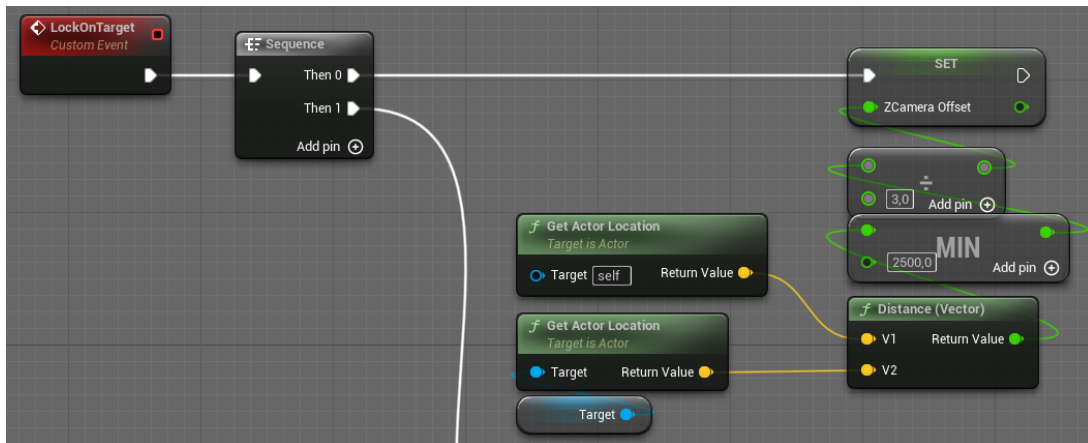 LockOnTarget
Custom Event
Sequence
Then 0
Then 1
Add pin
SET
ZCamera Offset
÷
3,0
Add pin
MIN
2500,0
Add pin
f Get Actor Location
Target is Actor
Target self Return Value
f Get Actor Location
Target is Actor
Target Return Value
Target
f Distance (Vector)
V1 Return Value
V2